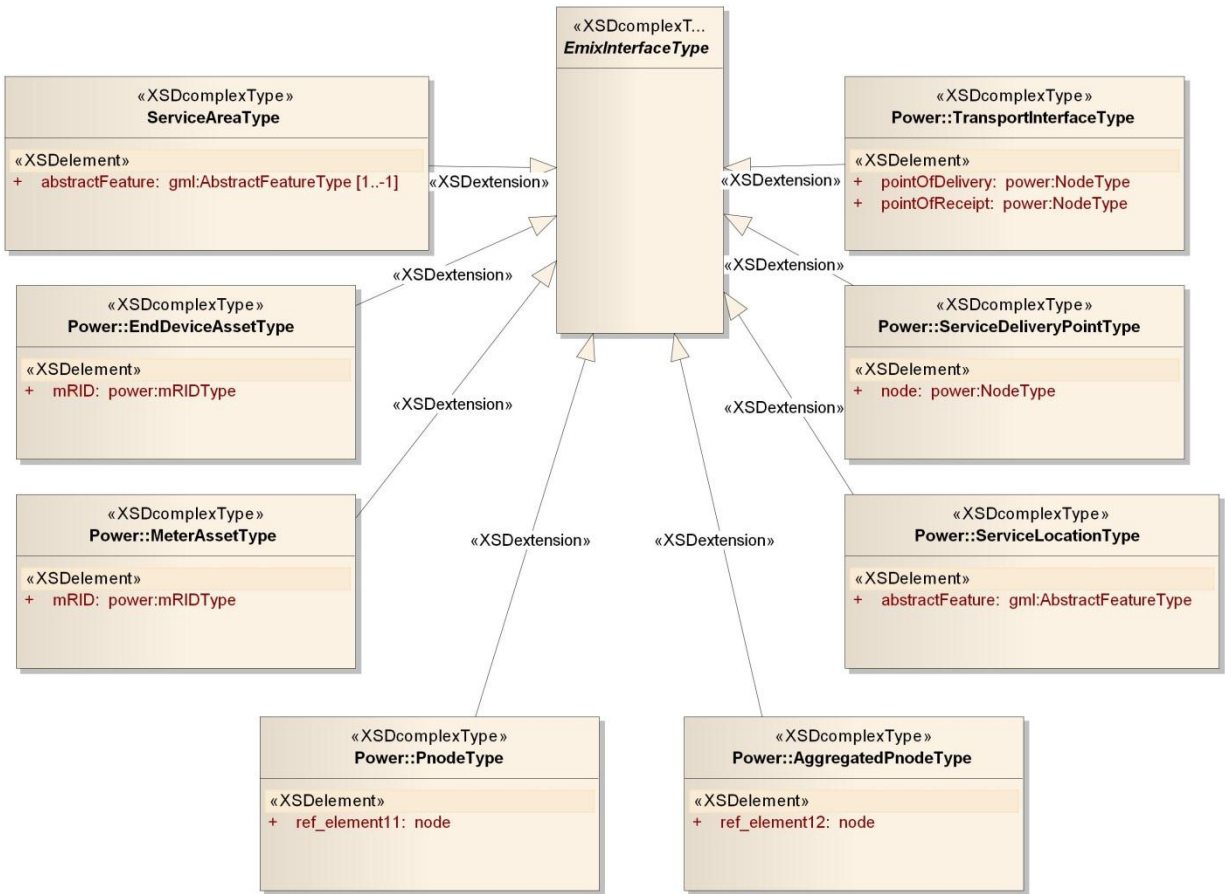 «XSDcomplexT...
EmixInterfaceType
«XSDcomplexType»
ServiceAreaType
«XSDelement»
+ abstractFeature: gml:AbstractFeatureType [1..-1]
«XSDextension»
«XSDcomplexType»
Power::TransportInterfaceType
«XSDelement»
+ pointOfDelivery: power:NodeType
+ pointOfReceipt: power:NodeType
«XSDextension»
«XSDcomplexType»
Power::EndDeviceAssetType
«XSDelement»
+ mRID: power:mRIDType
«XSDextension»
«XSDcomplexType»
Power::ServiceDeliveryPointType
«XSDelement»
+ node: power:NodeType
«XSDextension»
«XSDcomplexType»
Power::MeterAssetType
«XSDelement»
+ mRID: power:mRIDType
«XSDextension»
«XSDcomplexType»
Power::ServiceLocationType
«XSDelement»
+ abstractFeature: gml:AbstractFeatureType
«XSDextension»
«XSDcomplexType»
Power::PnodeType
«XSDelement»
+ ref_element11: node
«XSDextension»
«XSDcomplexType»
Power::AggregatedPnodeType
«XSDelement»
+ ref_element12: node
«XSDextension»